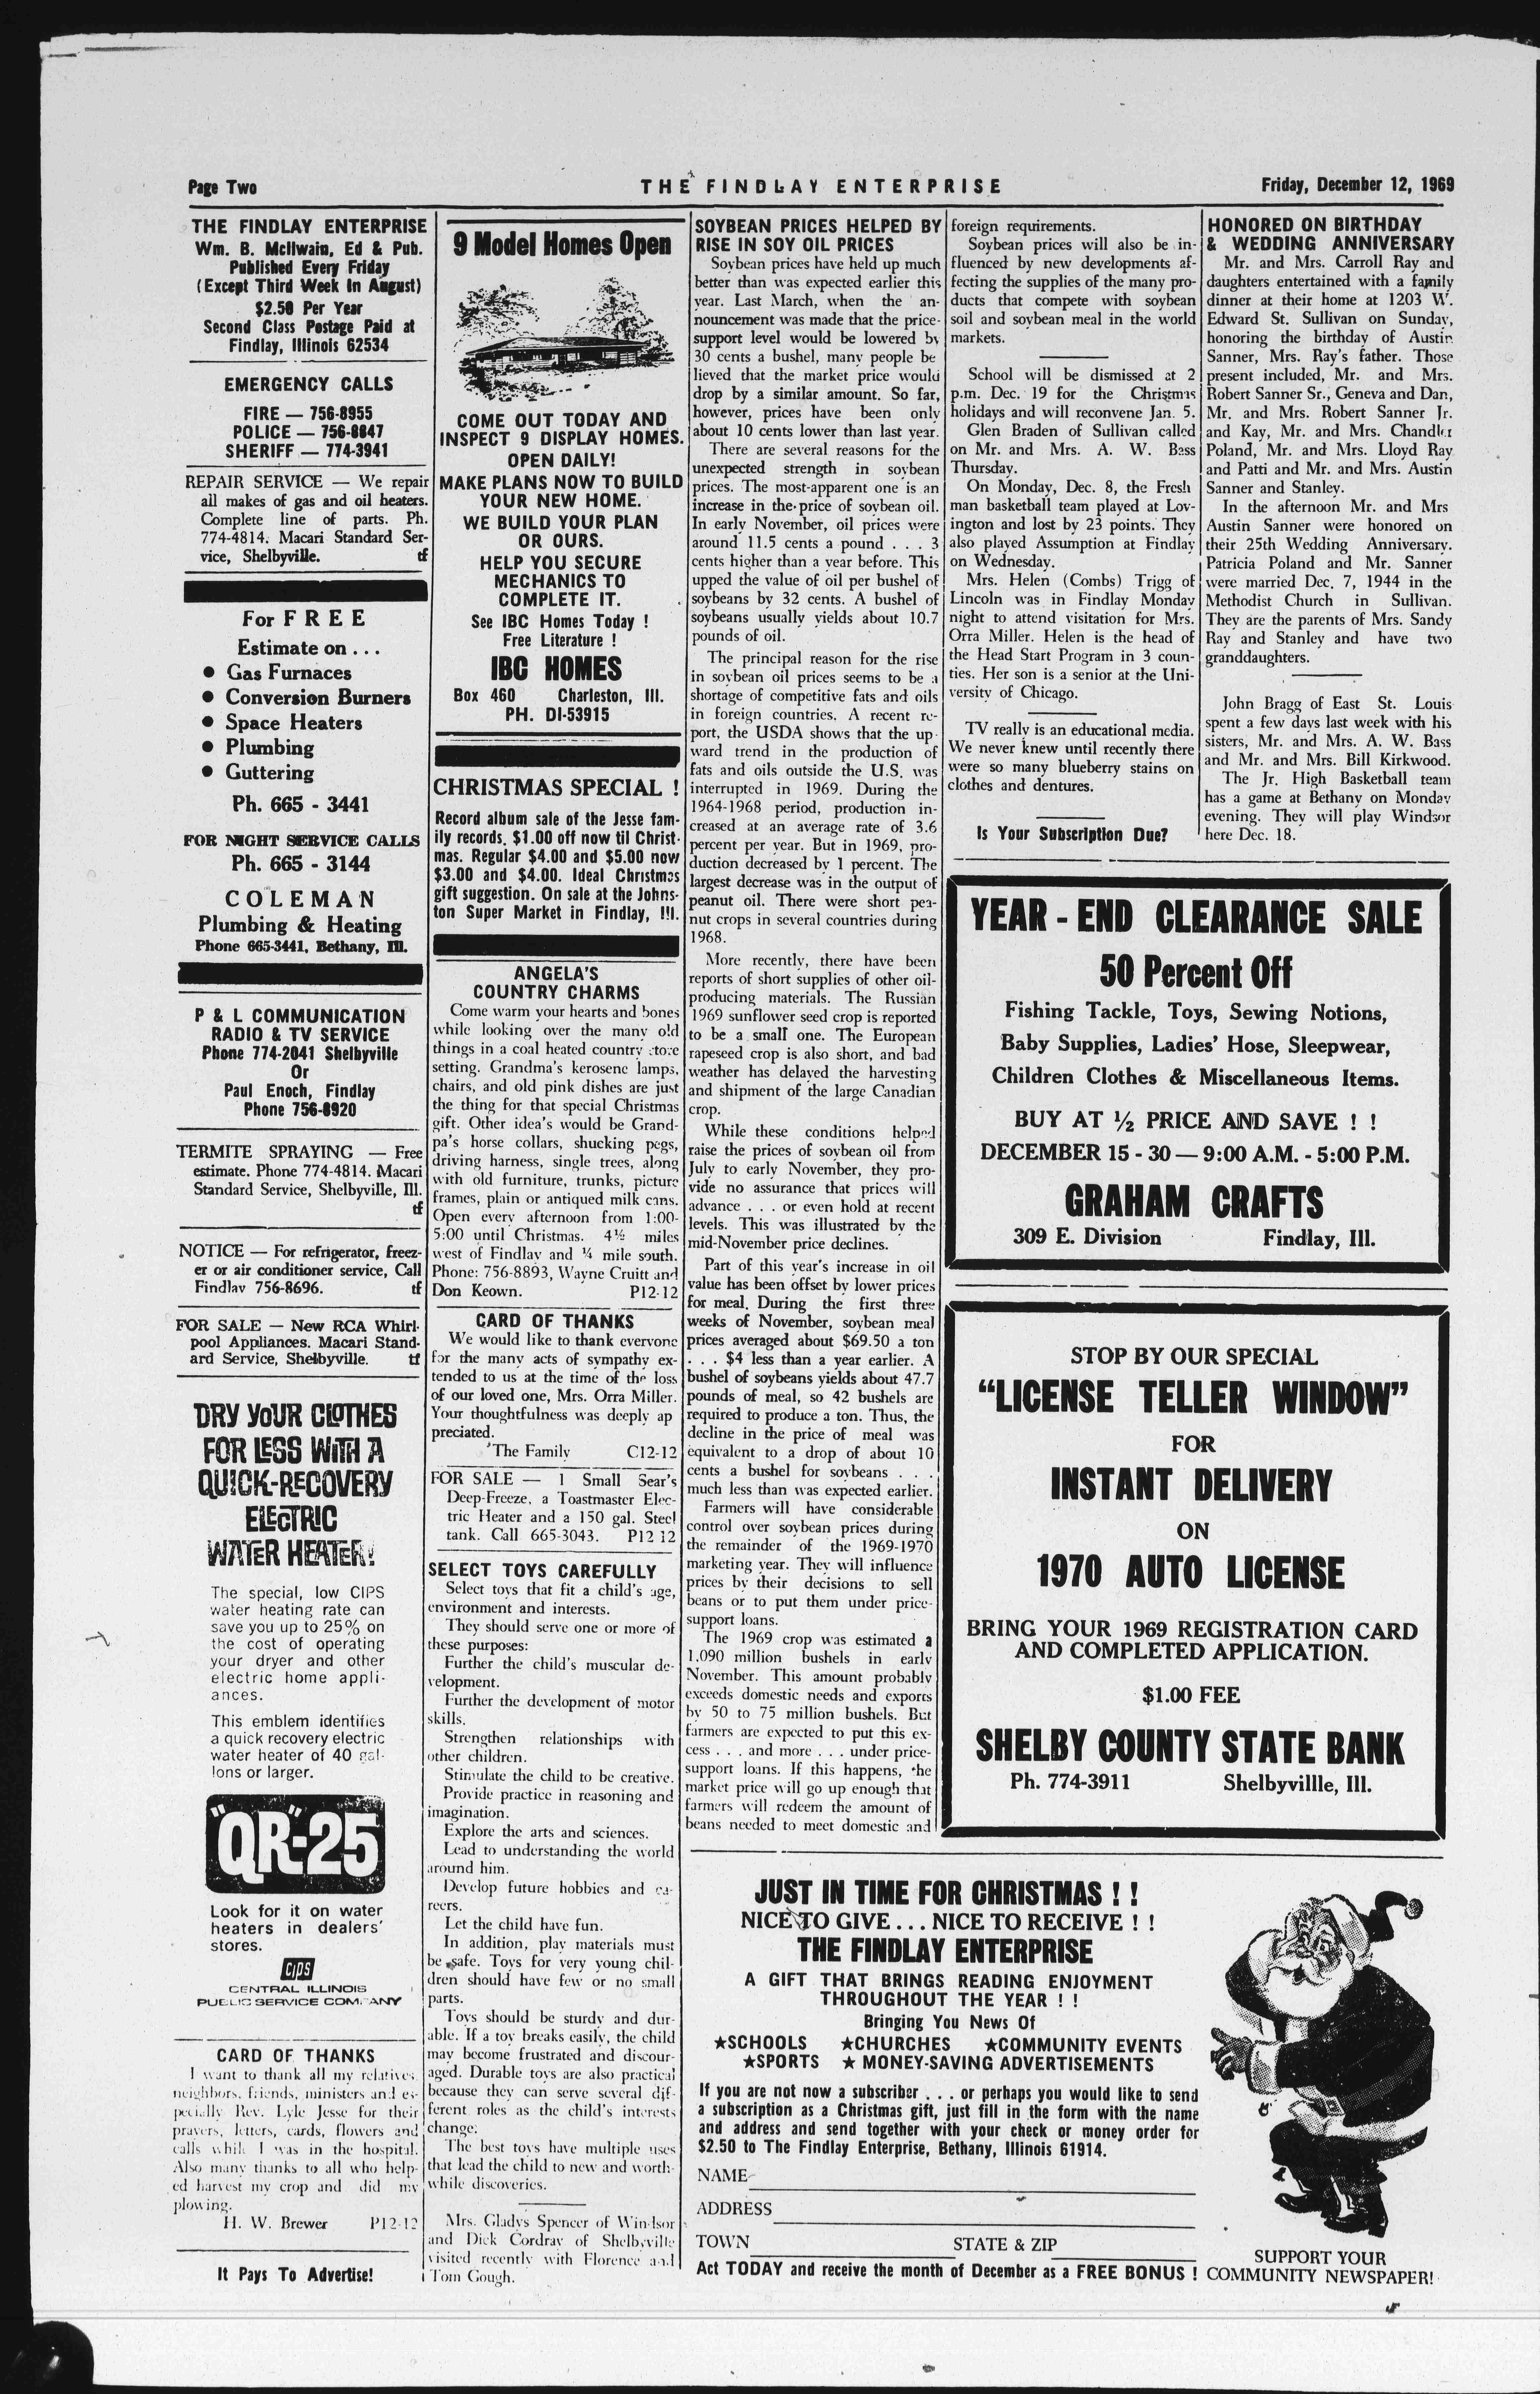 Page Two
THE FINDLAY ENTERPRISE
Friday, December 12, 1969
THE FINDLAY ENTERPRISE
Wm. B. McIlwain, Ed & Pub.
Published Every Friday
(Except Third Week In August)
$2.50 Per Year
Second Class Postage Paid at
Findlay, Illinois 62534
EMERGENCY CALLS
FIRE — 756-8955
POLICE — 756-8847
SHERIFF — 774-3941
REPAIR SERVICE — We repair
all makes of gas and oil heaters.
Complete line of parts. Ph.
774-4814. Macari Standard Ser-
vice, Shelbyville. tf
For FREE
Estimate on . . .
● Gas Furnaces
● Conversion Burners
● Space Heaters
● Plumbing
● Guttering
Ph. 665 - 3441
FOR NIGHT SERVICE CALLS
Ph. 665 - 3144
COLEMAN
Plumbing & Heating
Phone 665-3441, Bethany, Ill.
P & L COMMUNICATION
RADIO & TV SERVICE
Phone 774-2041 Shelbyville
Or
Paul Enoch, Findlay
Phone 756-8920
TERMITE SPRAYING — Free
estimate. Phone 774-4814. Macari
Standard Service, Shelbyville, Ill.
tf
NOTICE — For refrigerator, freez-
er or air conditioner service, Call
Findlay 756-8696. tf
FOR SALE — New RCA Whirl-
pool Appliances. Macari Stand-
ard Service, Shelbyville. tf
DRY YOUR CLOTHES
FOR LESS WITH A
QUICK-RECOVERY
ELECTRIC
WATER HEATER!
The special, low CIPS
water heating rate can
save you up to 25% on
the cost of operating
your dryer and other
electric home appli-
ances.
This emblem identifies
a quick recovery electric
water heater of 40 gal-
lons or larger.
"QR"-25
Look for it on water
heaters in dealers'
stores.
CIPS
CENTRAL ILLINOIS
PUBLIC SERVICE COMPANY
CARD OF THANKS
I want to thank all my relatives,
neighbors, friends, ministers and es-
pecially Rev. Lyle Jesse for their
prayers, letters, cards, flowers and
calls while I was in the hospital.
Also many thanks to all who help-
ed harvest my crop and did my
plowing.
H. W. Brewer P12-12
It Pays To Advertise!
9 Model Homes Open
COME OUT TODAY AND
INSPECT 9 DISPLAY HOMES.
OPEN DAILY!
MAKE PLANS NOW TO BUILD
YOUR NEW HOME.
WE BUILD YOUR PLAN
OR OURS.
HELP YOU SECURE
MECHANICS TO
COMPLETE IT.
See IBC Homes Today !
Free Literature !
IBC HOMES
Box 460 Charleston, Ill.
PH. DI-53915
CHRISTMAS SPECIAL !
Record album sale of the Jesse fam-
ily records. $1.00 off now til Christ-
mas. Regular $4.00 and $5.00 now
$3.00 and $4.00. Ideal Christmas
gift suggestion. On sale at the Johns-
ton Super Market in Findlay, Ill.
ANGELA'S
COUNTRY CHARMS
Come warm your hearts and bones
while looking over the many old
things in a coal heated country store
setting. Grandma's kerosene lamps,
chairs, and old pink dishes are just
the thing for that special Christmas
gift. Other idea's would be Grand-
pa's horse collars, shucking pegs,
driving harness, single trees, along
with old furniture, trunks, picture
frames, plain or antiqued milk cans.
Open every afternoon from 1:00-
5:00 until Christmas. 4½ miles
west of Findlay and ¼ mile south.
Phone: 756-8893, Wayne Cruitt and
Don Keown. P12-12
CARD OF THANKS
We would like to thank everyone
for the many acts of sympathy ex-
tended to us at the time of the loss
of our loved one, Mrs. Orra Miller.
Your thoughtfulness was deeply ap
preciated.
The Family C12-12
FOR SALE — 1 Small Sear's
Deep-Freeze, a Toastmaster Elec-
tric Heater and a 150 gal. Steel
tank. Call 665-3043. P12 12
SELECT TOYS CAREFULLY
Select toys that fit a child's age,
environment and interests.
They should serve one or more of
these purposes:
Further the child's muscular de-
velopment.
Further the development of motor
skills.
Strengthen relationships with
other children.
Stimulate the child to be creative.
Provide practice in reasoning and
imagination.
Explore the arts and sciences.
Lead to understanding the world
around him.
Develop future hobbies and ca-
reers.
Let the child have fun.
In addition, play materials must
be safe. Toys for very young chil-
dren should have few or no small
parts.
Toys should be sturdy and dur-
able. If a toy breaks easily, the child
may become frustrated and discour-
aged. Durable toys are also practical
because they can serve several dif-
ferent roles as the child's interests
change.
The best toys have multiple uses
that lead the child to new and worth-
while discoveries.
Mrs. Gladys Spencer of Windsor
and Dick Cordray of Shelbyville
visited recently with Florence and
Tom Gough.
SOYBEAN PRICES HELPED BY
RISE IN SOY OIL PRICES
Soybean prices have held up much
better than was expected earlier this
year. Last March, when the an-
nouncement was made that the price-
support level would be lowered by
30 cents a bushel, many people be
lieved that the market price would
drop by a similar amount. So far,
however, prices have been only
about 10 cents lower than last year.
There are several reasons for the
unexpected strength in soybean
prices. The most-apparent one is an
increase in the price of soybean oil.
In early November, oil prices were
around 11.5 cents a pound . . . 3
cents higher than a year before. This
upped the value of oil per bushel of
soybeans by 32 cents. A bushel of
soybeans usually yields about 10.7
pounds of oil.
The principal reason for the rise
in soybean oil prices seems to be a
shortage of competitive fats and oils
in foreign countries. A recent re-
port, the USDA shows that the up-
ward trend in the production of
fats and oils outside the U.S. was
interrupted in 1969. During the
1964-1968 period, production in-
creased at an average rate of 3.6
percent per year. But in 1969, pro-
duction decreased by 1 percent. The
largest decrease was in the output of
peanut oil. There were short pea-
nut crops in several countries during
1968.
More recently, there have been
reports of short supplies of other oil-
producing materials. The Russian
1969 sunflower seed crop is reported
to be a small one. The European
rapeseed crop is also short, and bad
weather has delayed the harvesting
and shipment of the large Canadian
crop.
While these conditions helped
raise the prices of soybean oil from
July to early November, they pro-
vide no assurance that prices will
advance . . . or even hold at recent
levels. This was illustrated by the
mid-November price declines.
Part of this year's increase in oil
value has been offset by lower prices
for meal. During the first three
weeks of November, soybean meal
prices averaged about $69.50 a ton
. . . $4 less than a year earlier. A
bushel of soybeans yields about 47.7
pounds of meal, so 42 bushels are
required to produce a ton. Thus, the
decline in the price of meal was
equivalent to a drop of about 10
cents a bushel for soybeans . . .
much less than was expected earlier.
Farmers will have considerable
control over soybean prices during
the remainder of the 1969-1970
marketing year. They will influence
prices by their decisions to sell
beans or to put them under price-
support loans.
The 1969 crop was estimated a
1,090 million bushels in early
November. This amount probably
exceeds domestic needs and exports
by 50 to 75 million bushels. But
farmers are expected to put this ex-
cess . . . and more . . . under price-
support loans. If this happens, the
market price will go up enough that
farmers will redeem the amount of
beans needed to meet domestic and
foreign requirements.
Soybean prices will also be in-
fluenced by new developments af-
fecting the supplies of the many pro-
ducts that compete with soybean
soil and soybean meal in the world
markets.
School will be dismissed at 2
p.m. Dec. 19 for the Christmas
holidays and will reconvene Jan. 5.
Glen Braden of Sullivan called
on Mr. and Mrs. A. W. Bass
Thursday.
On Monday, Dec. 8, the Fresh
man basketball team played at Lov-
ington and lost by 23 points. They
also played Assumption at Findlay
on Wednesday.
Mrs. Helen (Combs) Trigg of
Lincoln was in Findlay Monday
night to attend visitation for Mrs.
Orra Miller. Helen is the head of
the Head Start Program in 3 coun-
ties. Her son is a senior at the Uni-
versity of Chicago.
TV really is an educational media.
We never knew until recently there
were so many blueberry stains on
clothes and dentures.
Is Your Subscription Due?
HONORED ON BIRTHDAY
& WEDDING ANNIVERSARY
Mr. and Mrs. Carroll Ray and
daughters entertained with a family
dinner at their home at 1203 W.
Edward St. Sullivan on Sunday,
honoring the birthday of Austin
Sanner, Mrs. Ray's father. Those
present included, Mr. and Mrs.
Robert Sanner Sr., Geneva and Dan,
Mr. and Mrs. Robert Sanner Jr.
and Kay, Mr. and Mrs. Chandler
Poland, Mr. and Mrs. Lloyd Ray
and Patti and Mr. and Mrs. Austin
Sanner and Stanley.
In the afternoon Mr. and Mrs
Austin Sanner were honored on
their 25th Wedding Anniversary.
Patricia Poland and Mr. Sanner
were married Dec. 7, 1944 in the
Methodist Church in Sullivan.
They are the parents of Mrs. Sandy
Ray and Stanley and have two
granddaughters.
John Bragg of East St. Louis
spent a few days last week with his
sisters, Mr. and Mrs. A. W. Bass
and Mr. and Mrs. Bill Kirkwood.
The Jr. High Basketball team
has a game at Bethany on Monday
evening. They will play Windsor
here Dec. 18.
YEAR - END CLEARANCE SALE
50 Percent Off
Fishing Tackle, Toys, Sewing Notions,
Baby Supplies, Ladies' Hose, Sleepwear,
Children Clothes & Miscellaneous Items.
BUY AT ½ PRICE AND SAVE ! !
DECEMBER 15 - 30 — 9:00 A.M. - 5:00 P.M.
GRAHAM CRAFTS
309 E. Division Findlay, Ill.
STOP BY OUR SPECIAL
"LICENSE TELLER WINDOW"
FOR
INSTANT DELIVERY
ON
1970 AUTO LICENSE
BRING YOUR 1969 REGISTRATION CARD
AND COMPLETED APPLICATION.
$1.00 FEE
SHELBY COUNTY STATE BANK
Ph. 774-3911 Shelbyvillle, Ill.
JUST IN TIME FOR CHRISTMAS ! !
NICE TO GIVE . . . NICE TO RECEIVE ! !
THE FINDLAY ENTERPRISE
A GIFT THAT BRINGS READING ENJOYMENT
THROUGHOUT THE YEAR ! !
Bringing You News Of
★SCHOOLS ★CHURCHES ★COMMUNITY EVENTS
★SPORTS ★ MONEY-SAVING ADVERTISEMENTS
If you are not now a subscriber . . . or perhaps you would like to send
a subscription as a Christmas gift, just fill in the form with the name
and address and send together with your check or money order for
$2.50 to The Findlay Enterprise, Bethany, Illinois 61914.
NAME
ADDRESS
TOWN STATE & ZIP
Act TODAY and receive the month of December as a FREE BONUS !
SUPPORT YOUR
COMMUNITY NEWSPAPER!